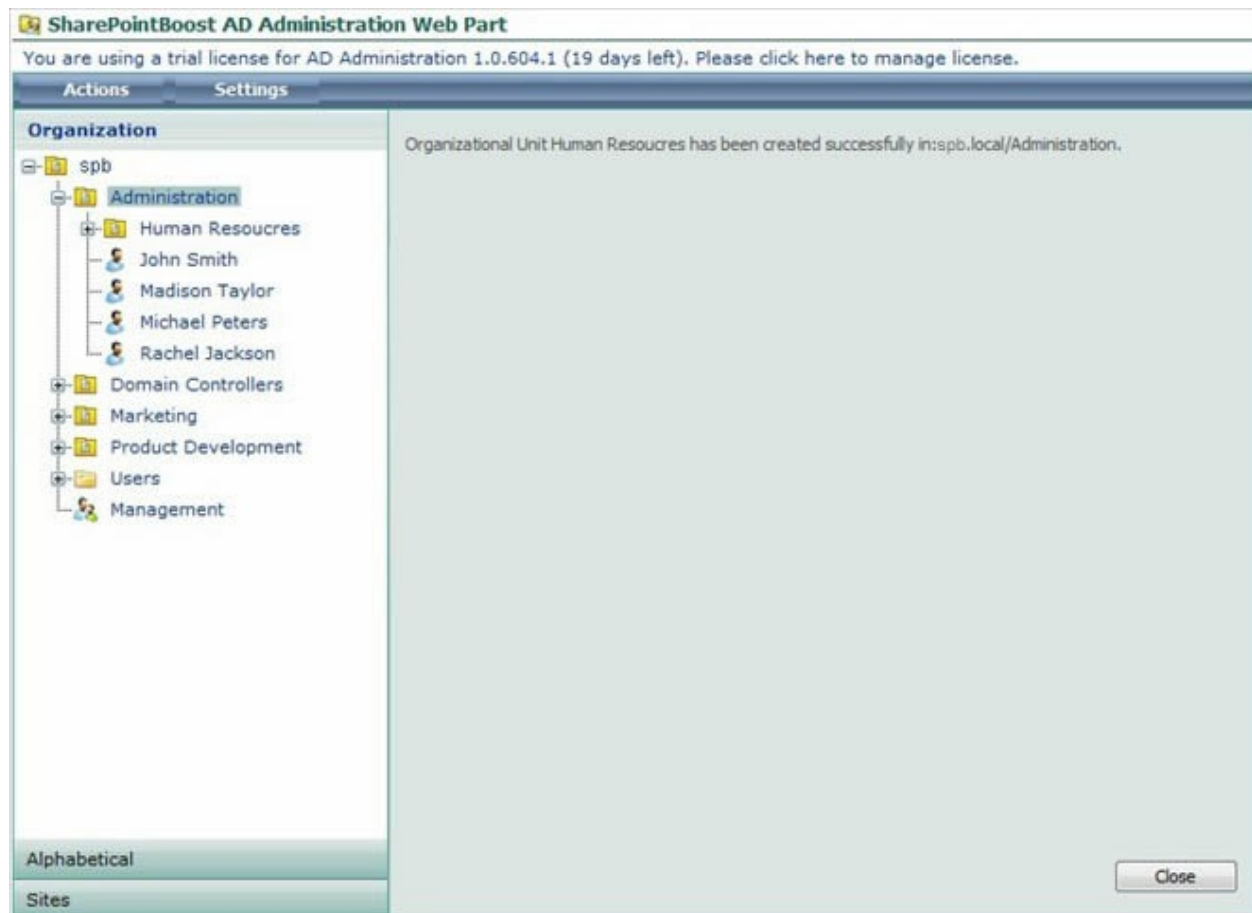 SharePointBoost AD Administration Web Part
You are using a trial license for AD Administration 1.0.604.1 (19 days left). Please click here to manage license.
Actions Settings
Organization
spb
Administration
Human Resoucres
John Smith
Madison Taylor
Michael Peters
Rachel Jackson
Domain Controllers
Marketing
Product Development
Users
Management
Alphabetical
Sites
Organizational Unit Human Resoucres has been created successfully in:spb.local/Administration.
Close